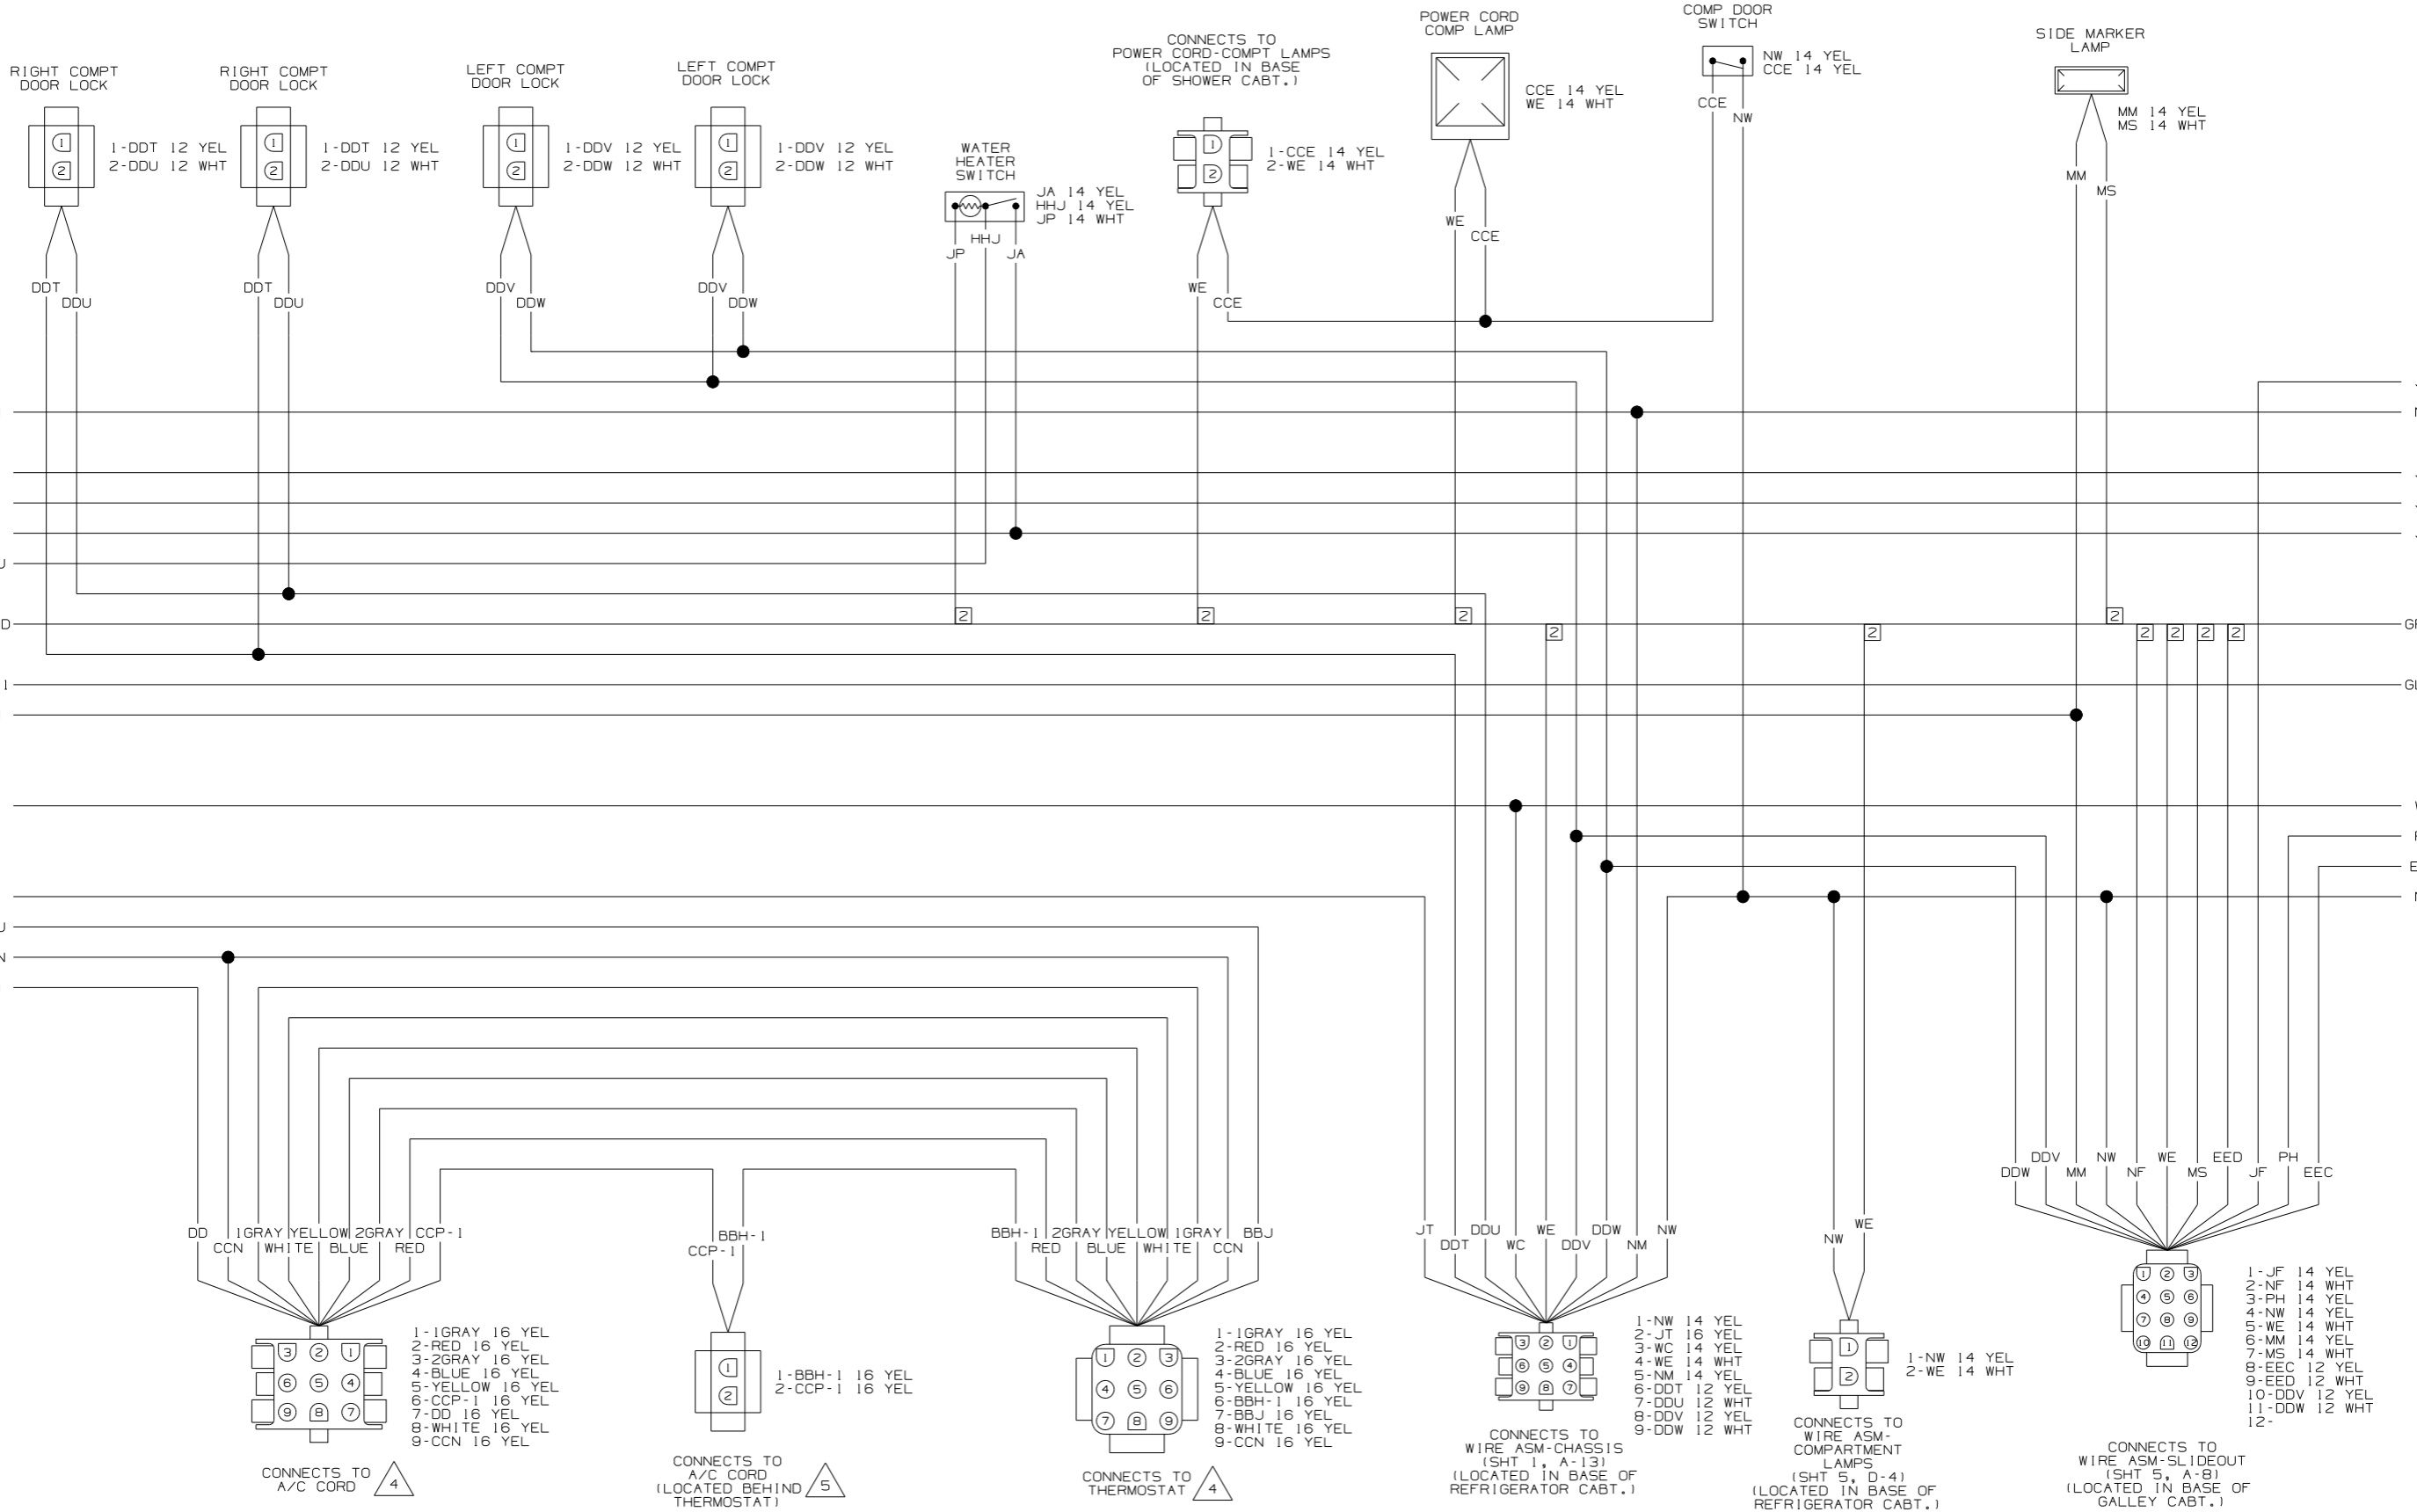 RIGHT COMPT
DOOR LOCK
1-DDT 12 YEL
2-DDU 12 WHT
DDT
DDU
RIGHT COMPT
DOOR LOCK
1-DDT 12 YEL
2-DDU 12 WHT
DDT
DDU
LEFT COMPT
DOOR LOCK
1-DDV 12 YEL
2-DDW 12 WHT
DDV
DDW
LEFT COMPT
DOOR LOCK
1-DDV 12 YEL
2-DDW 12 WHT
DDV
DDW
WATER
HEATER
SWITCH
JA 14 YEL
HHJ 14 YEL
JP 14 WHT
HHJ
JP
JA
CONNECTS TO
POWER CORD-COMPT LAMPS
(LOCATED IN BASE
OF SHOWER CABT.)
1-CCE 14 YEL
2-WE 14 WHT
WE
CCE
POWER CORD
COMP LAMP
CCE 14 YEL
WE 14 WHT
WE
CCE
COMP DOOR
SWITCH
NW 14 YEL
CCE 14 YEL
CCE
NW
SIDE MARKER
LAMP
MM 14 YEL
MS 14 WHT
MM
MS
2
2
2
2
2
2
2
2
2
2
DD
CCN
1GRAY
WHITE
YELLOW
BLUE
2GRAY
RED
CCP-1
1-1GRAY 16 YEL
2-RED 16 YEL
3-2GRAY 16 YEL
4-BLUE 16 YEL
5-YELLOW 16 YEL
6-CCP-1 16 YEL
7-DD 16 YEL
8-WHITE 16 YEL
9-CCN 16 YEL
CONNECTS TO
A/C CORD
4
CCP-1
BBH-1
1-BBH-1 16 YEL
2-CCP-1 16 YEL
CONNECTS TO
A/C CORD
(LOCATED BEHIND
THERMOSTAT)
5
BBH-1
RED
2GRAY
BLUE
YELLOW
WHITE
1GRAY
CCN
BBJ
1-1GRAY 16 YEL
2-RED 16 YEL
3-2GRAY 16 YEL
4-BLUE 16 YEL
5-YELLOW 16 YEL
6-BBH-1 16 YEL
7-BBJ 16 YEL
8-WHITE 16 YEL
9-CCN 16 YEL
CONNECTS TO
THERMOSTAT
4
JT
DDT
DDU
WC
WE
DDV
DDW
NM
NW
1-NW 14 YEL
2-JT 16 YEL
3-WC 14 YEL
4-WE 14 WHT
5-NM 14 YEL
6-DDT 12 YEL
7-DDU 12 WHT
8-DDV 12 YEL
9-DDW 12 WHT
CONNECTS TO
WIRE ASM-CHASSIS
(SHT 1, A-13)
(LOCATED IN BASE OF
REFRIGERATOR CABT.)
NW
WE
1-NW 14 YEL
2-WE 14 WHT
CONNECTS TO
WIRE ASM-
COMPARTMENT
LAMPS
(SHT 5, D-4)
(LOCATED IN BASE OF
REFRIGERATOR CABT.)
DDW
DDV
MM
NW
NF
WE
MS
EED
JF
PH
EEC
1-JF 14 YEL
2-NF 14 WHT
3-PH 14 YEL
4-NW 14 YEL
5-WE 14 WHT
6-MM 14 YEL
7-MS 14 WHT
8-EEC 12 YEL
9-EED 12 WHT
10-DDV 12 YEL
11-DDW 12 WHT
12-
CONNECTS TO
WIRE ASM-SLIDEOUT
(SHT 5, A-8)
(LOCATED IN BASE OF
GALLEY CABT.)